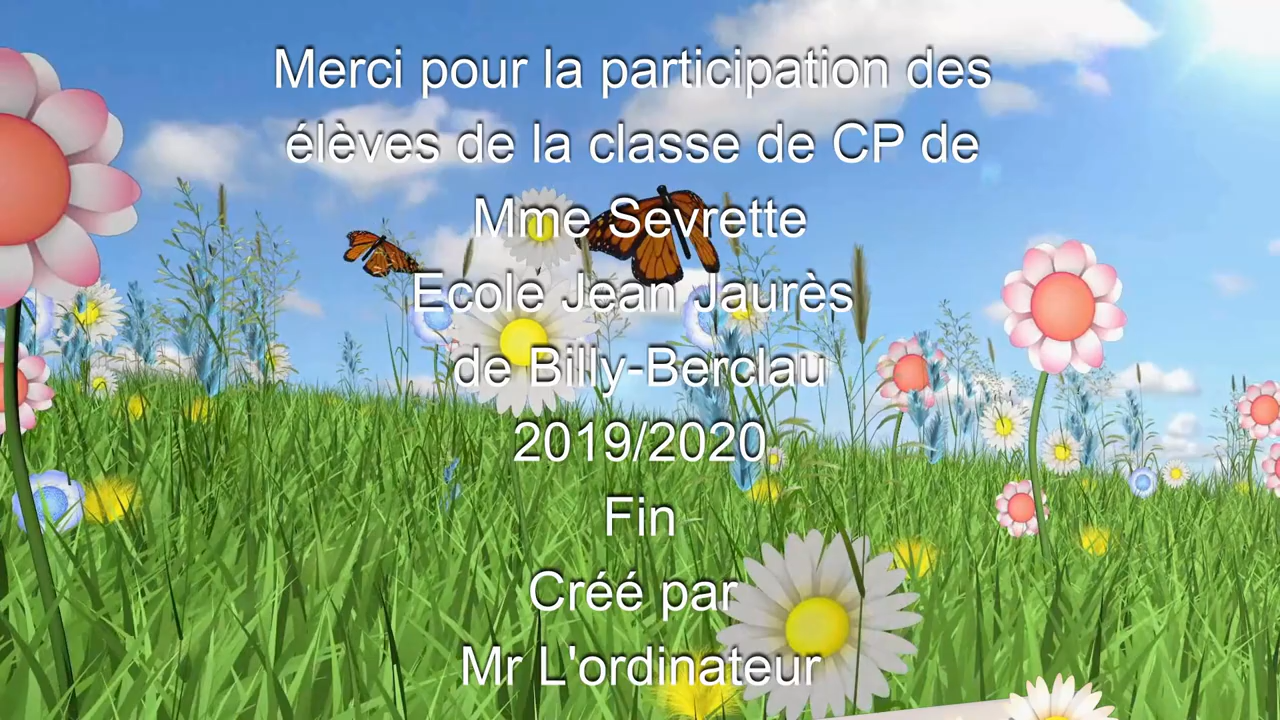 Merci pour la participation des
élèves de la classe de CP de
Mme Sevrette
Ecole Jean Jaurès
de Billy-Berclau
2019/2020
Fin
Créé par
Mr L'ordinateur